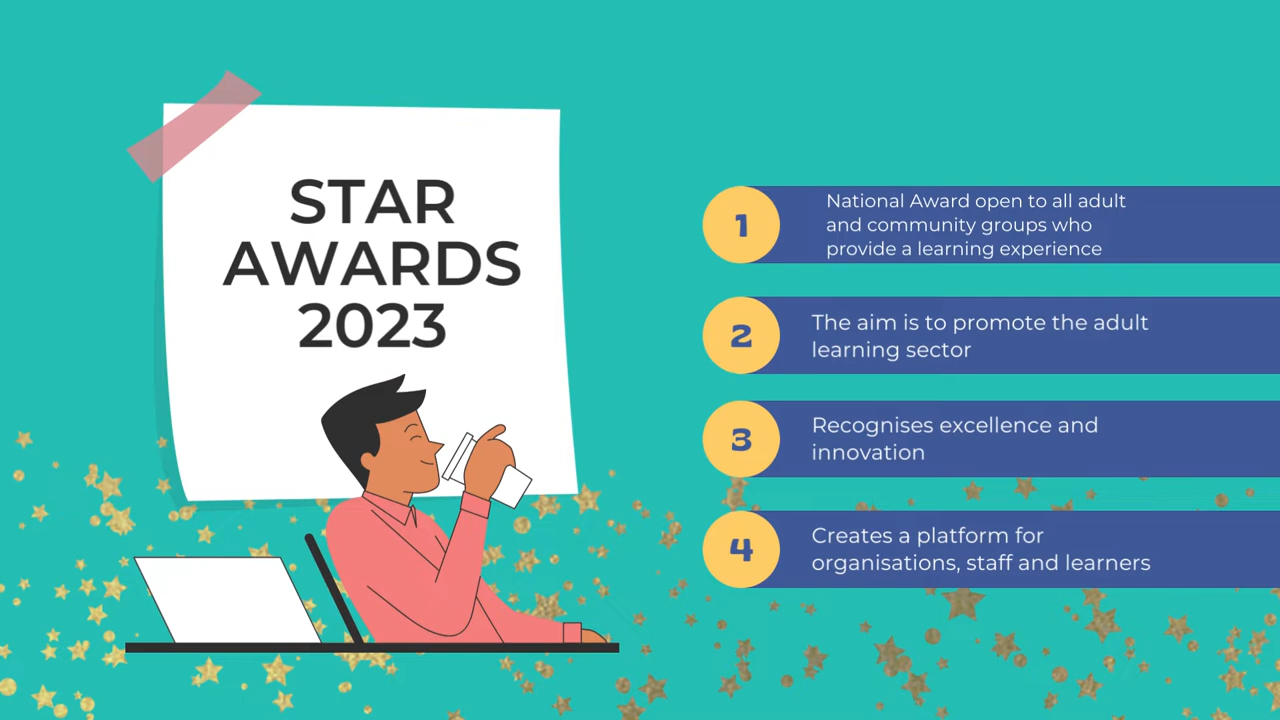 STAR
AWARDS
2023
1
National Award open to all adult
and community groups who
provide a learning experience
2
The aim is to promote the adult
learning sector
3
Recognises excellence and
innovation
4
Creates a platform for
organisations, staff and learners